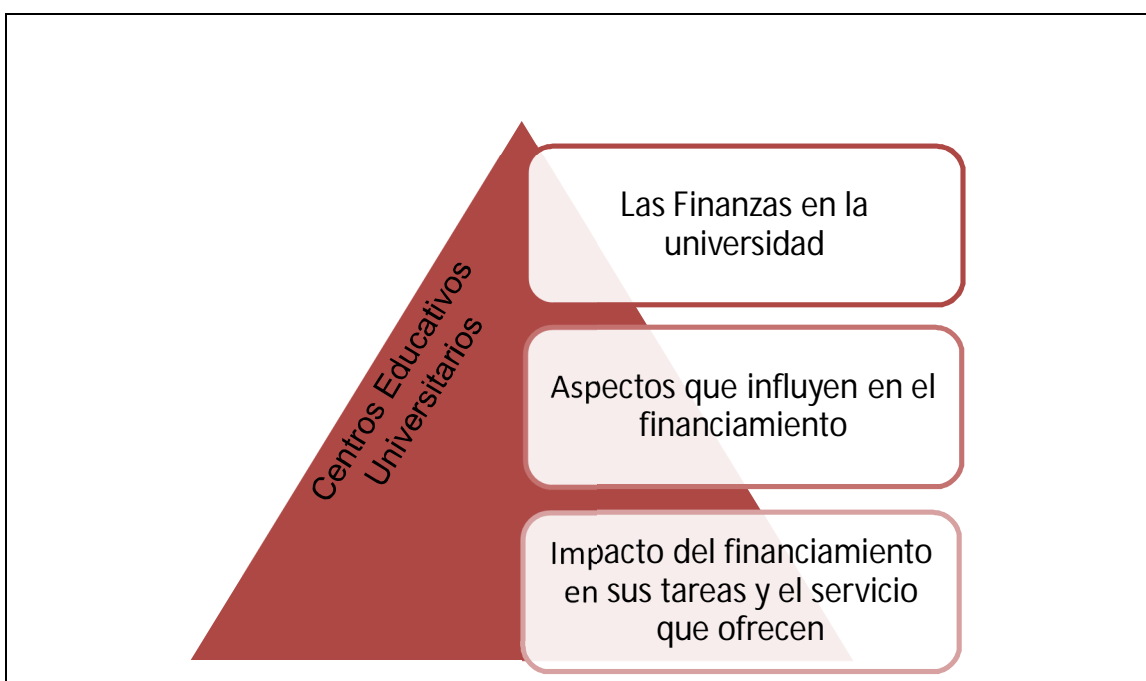 Centros Educativos
Universitarios
Las Finanzas en la
universidad
Aspectos que influyen en el
financiamiento
Impacto del financiamiento
en sus tareas y el servicio
que ofrecen